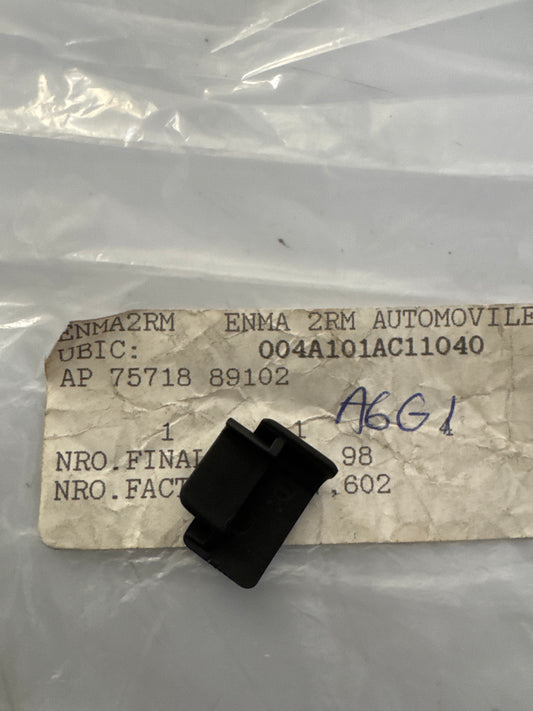 ENMA2RM ENMA 2RM AUTOMOVILE
UBIC: 004A101AC11040
AP 75718 89102
A6G1
1 1
NRO.FINAL 98
NRO.FACT ,602